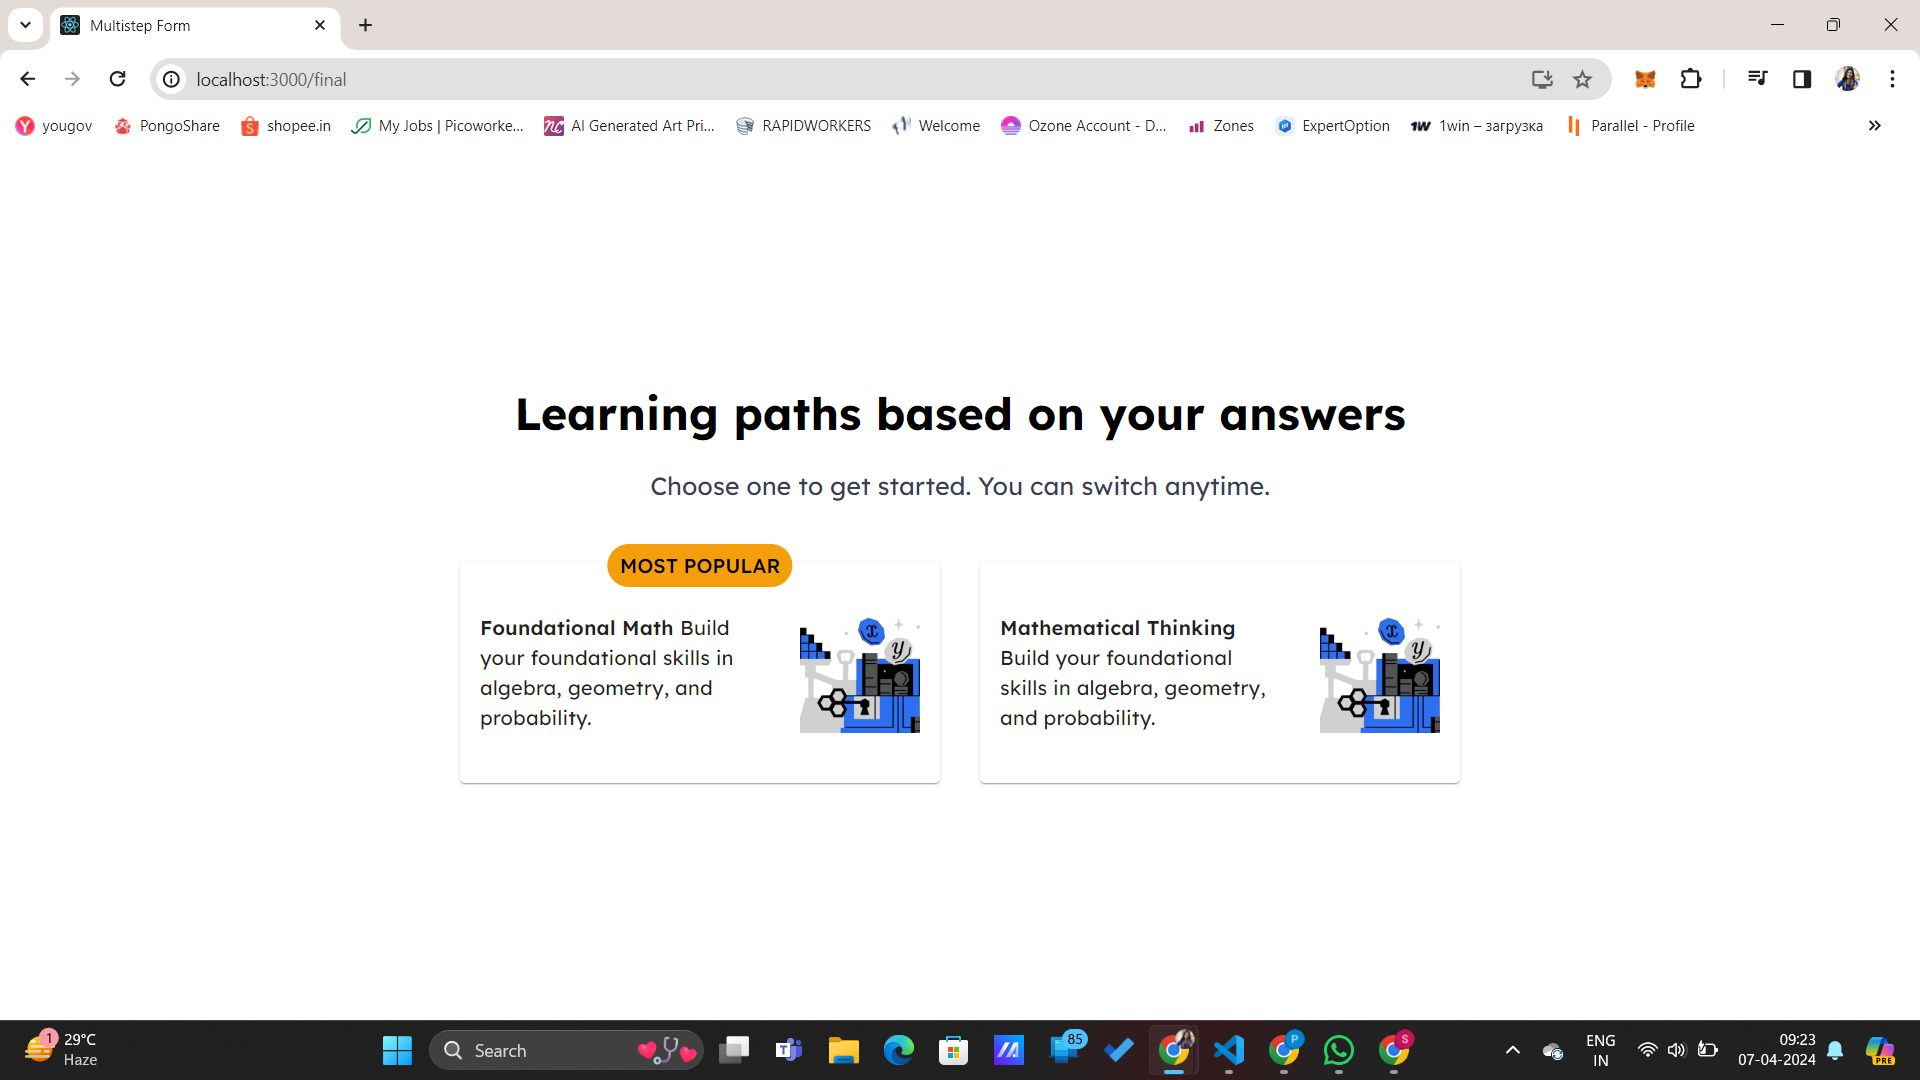 Multistep Form
localhost:3000/final
yougov
PongoShare
shopee.in
My Jobs | Picoworke...
nc
AI Generated Art Pri...
RAPIDWORKERS
Welcome
Ozone Account - D...
Zones
ExpertOption
1W
1win – загрузка
Parallel - Profile
Learning paths based on your answers
Choose one to get started. You can switch anytime.
MOST POPULAR
Foundational Math Build
your foundational skills in
algebra, geometry, and
probability.
x
y
Mathematical Thinking
Build your foundational
skills in algebra, geometry,
and probability.
x
y
1
29°C
Haze
Search
85
P
S
ENG
IN
09:23
07-04-2024
PRE